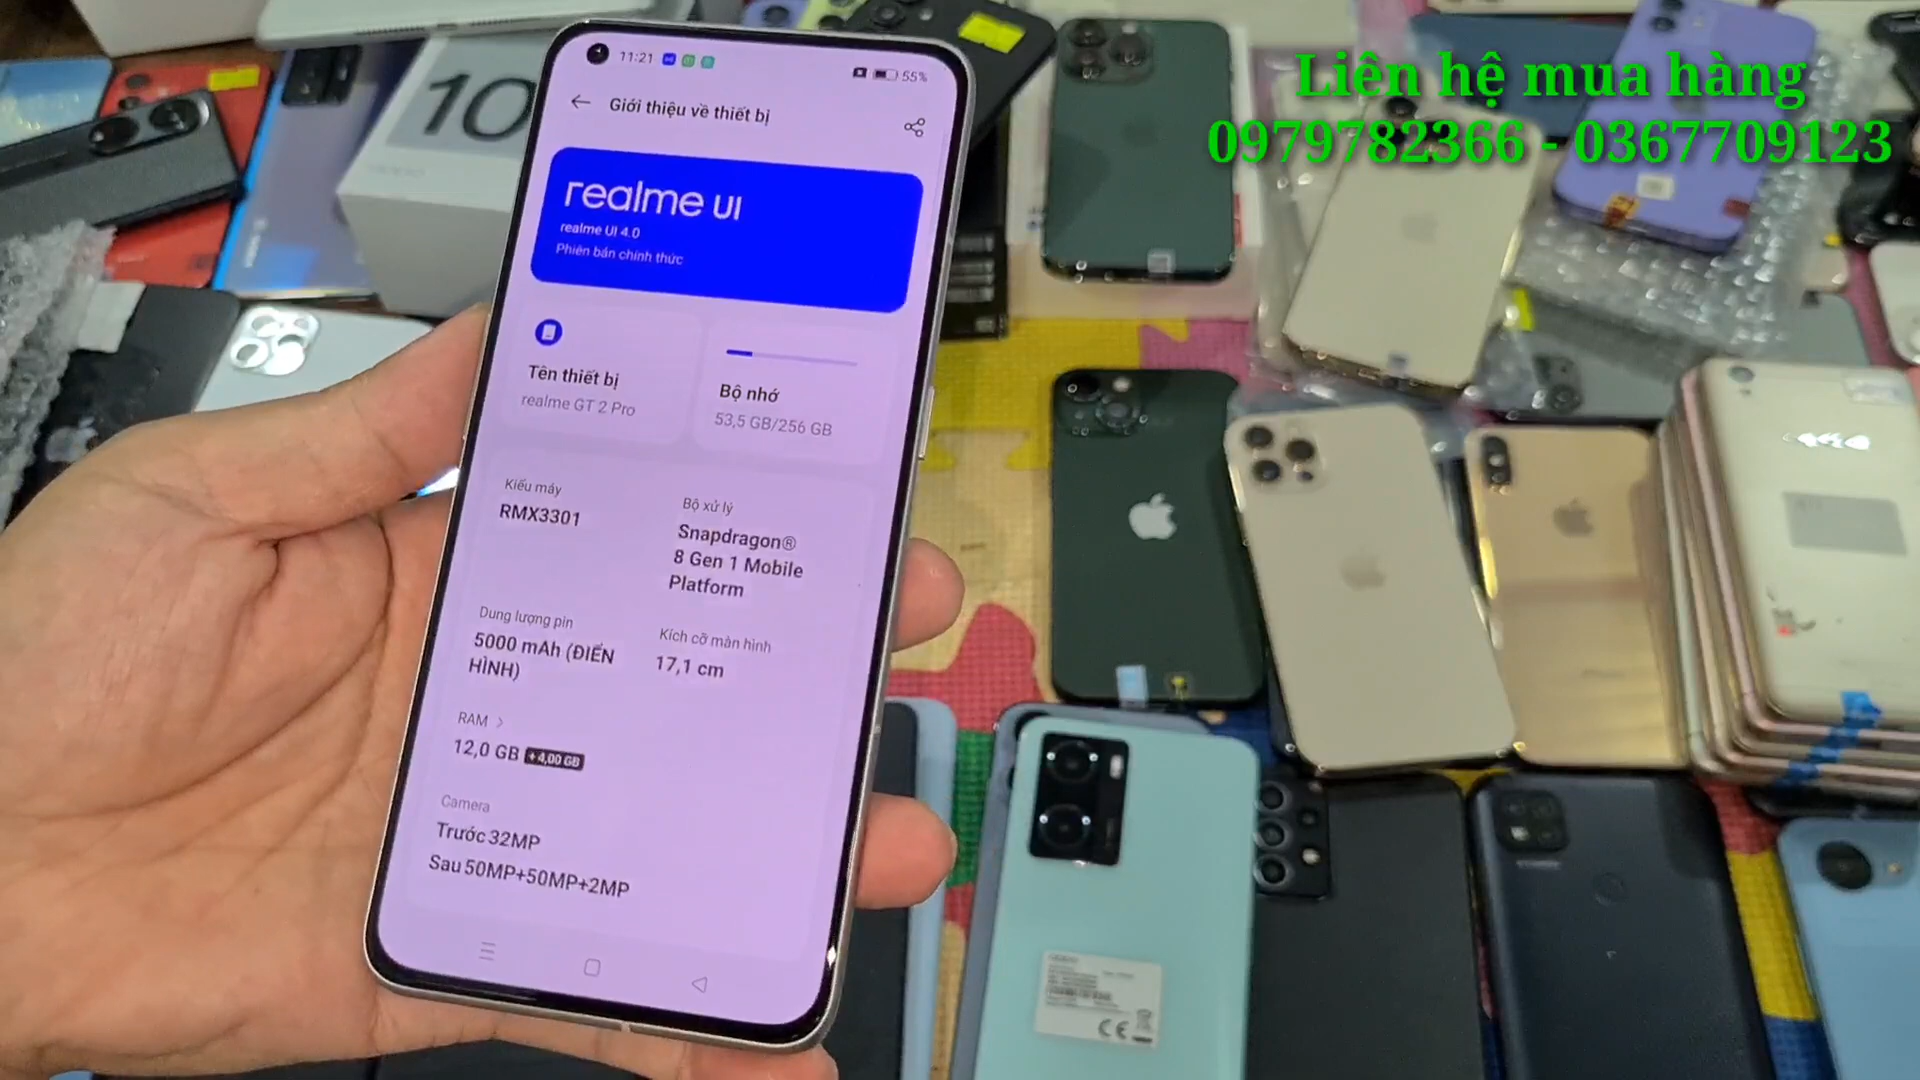 Liên hệ mua hàng
0979782366 - 0367709123
10
11:21
55%
Giới thiệu về thiết bị
realme UI
realme UI 4.0
Phiên bản chính thức
Tên thiết bị
realme GT 2 Pro
Bộ nhớ
53,5 GB/256 GB
Kiểu máy
RMX3301
Bộ xử lý
Snapdragon®
8 Gen 1 Mobile
Platform
Dung lượng pin
5000 mAh (ĐIỂN
HÌNH)
Kích cỡ màn hình
17,1 cm
RAM >
12,0 GB +4,00 GB
Camera
Trước 32MP
Sau 50MP+50MP+2MP
CE